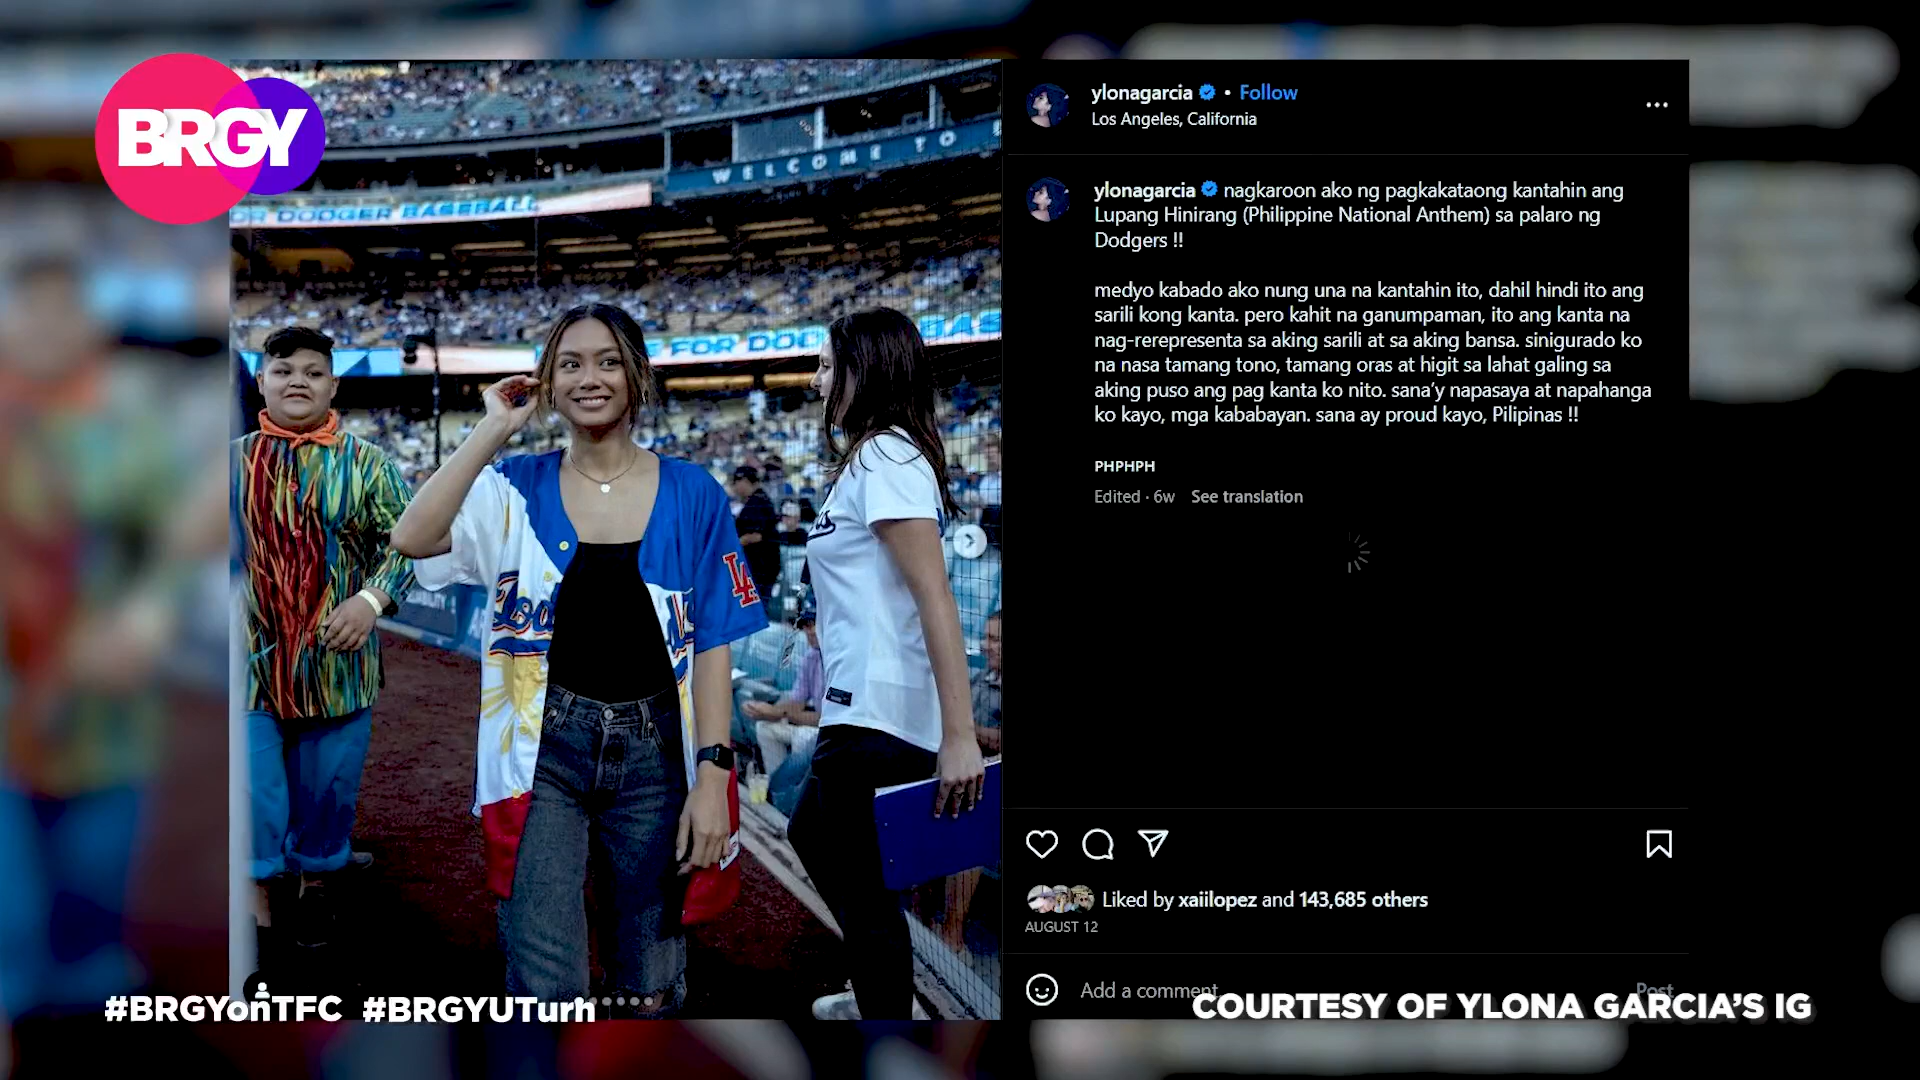 BRGY
WELCOME TO
OR DODGER BASEBALL
FOR DOD
BAS
LA
ylonagarcia • Follow
Los Angeles, California
ylonagarcia nagkaroon ako ng pagkakataong kantahin ang
Lupang Hinirang (Philippine National Anthem) sa palaro ng
Dodgers !!
medyo kabado ako nung una na kantahin ito, dahil hindi ito ang
sarili kong kanta. pero kahit na ganumpaman, ito ang kanta na
nag-rerepresenta sa aking sarili at sa aking bansa. sinigurado ko
na nasa tamang tono, tamang oras at higit sa lahat galing sa
aking puso ang pag kanta ko nito. sana’y napasaya at napahanga
ko kayo, mga kababayan. sana ay proud kayo, Pilipinas !!
PHPHPH
Edited · 6w See translation
Liked by xaiilopez and 143,685 others
AUGUST 12
Add a comment
Post
#BRGYonTFC #BRGYUTurn
COURTESY OF YLONA GARCIA’S IG